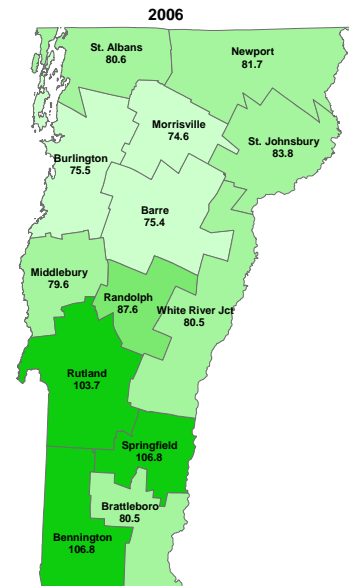 2006
St. Albans
80.6
Newport
81.7
Morrisville
74.6
St. Johnsbury
83.8
Burlington
75.5
Barre
75.4
Middlebury
79.6
Randolph
87.6
White River Jct
80.5
Rutland
103.7
Springfield
106.8
Brattleboro
80.5
Bennington
106.8